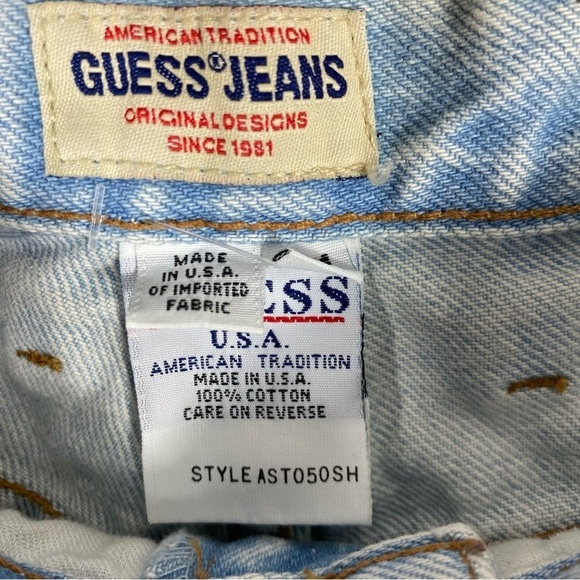 AMERICAN TRADITION
GUESS® JEANS
ORIGINAL DESIGNS
SINCE 1981
MADE
IN U.S.A.
OF IMPORTED
FABRIC
ESS
U.S.A.
AMERICAN TRADITION
MADE IN U.S.A.
100% COTTON
CARE ON REVERSE
STYLE AST050SH